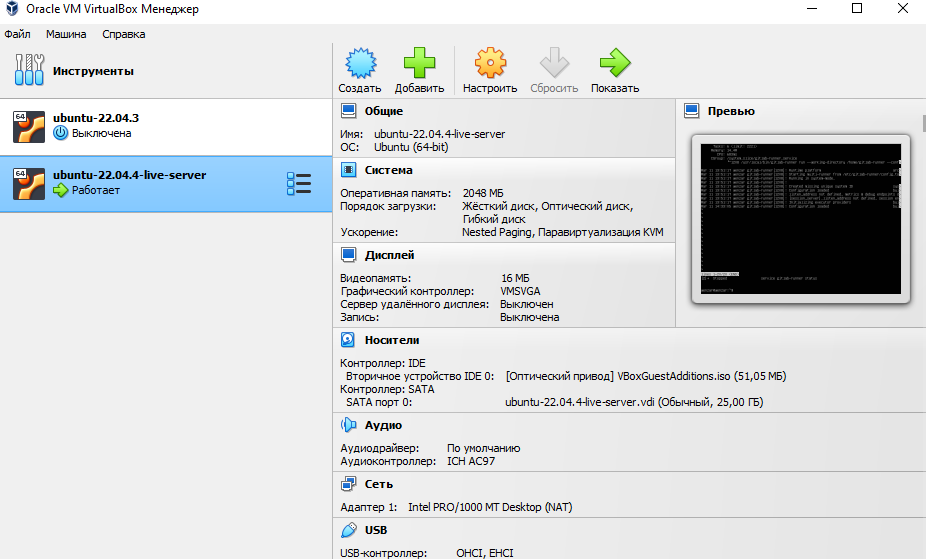 Oracle VM VirtualBox Менеджер
Файл Машина Справка
Инструменты
Создать Добавить Настроить Сбросить Показать
64
ubuntu-22.04.3
Выключена
64
ubuntu-22.04.4-live-server
Работает
Общие
Имя: ubuntu-22.04.4-live-server
ОС: Ubuntu (64-bit)
Система
Оперативная память: 2048 МБ
Порядок загрузки: Жёсткий диск, Оптический диск,
Гибкий диск
Ускорение: Nested Paging, Паравиртуализация KVM
Дисплей
Видеопамять: 16 МБ
Графический контроллер: VMSVGA
Сервер удалённого дисплея: Выключен
Запись: Выключена
Превью
Носители
Контроллер: IDE
Вторичное устройство IDE 0: [Оптический привод] VBoxGuestAdditions.iso (51,05 МБ)
Контроллер: SATA
SATA порт 0: ubuntu-22.04.4-live-server.vdi (Обычный, 25,00 ГБ)
Аудио
Аудиодрайвер: По умолчанию
Аудиоконтроллер: ICH AC97
Сеть
Адаптер 1: Intel PRO/1000 MT Desktop (NAT)
USB
USB-контроллер: OHCI, EHCI